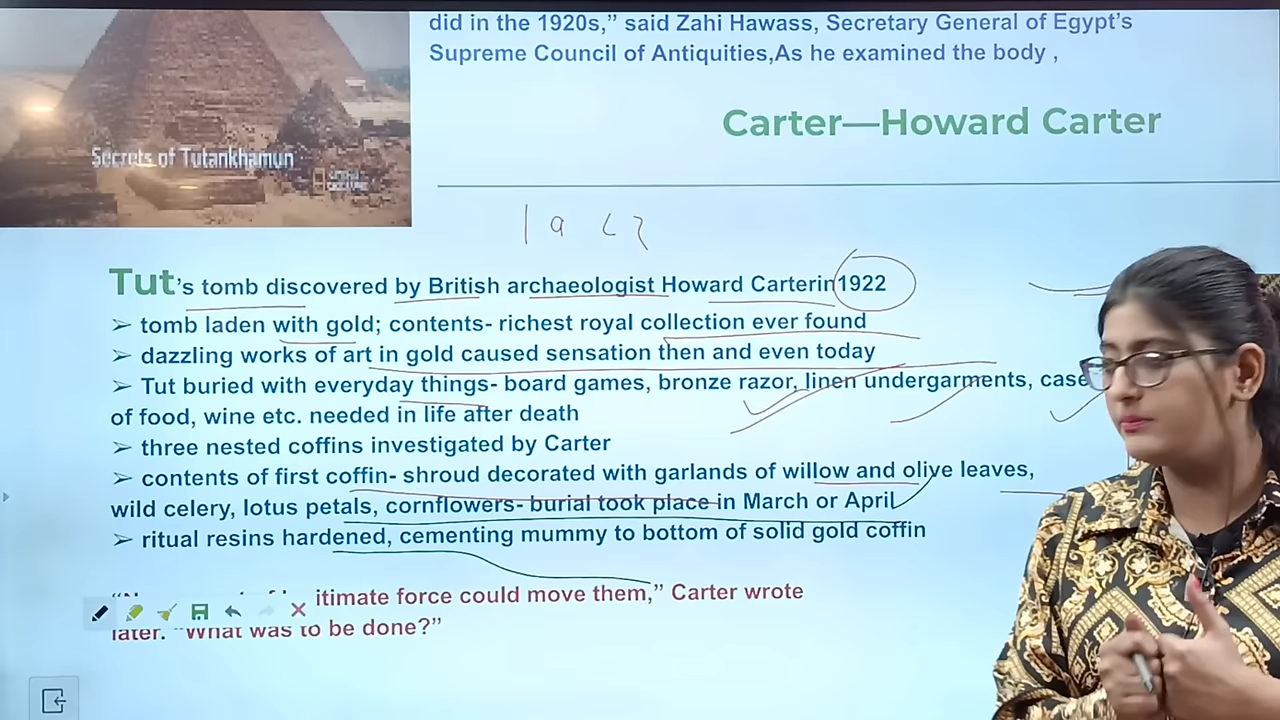 did in the 1920s,” said Zahi Hawass, Secretary General of Egypt’s
Supreme Council of Antiquities,As he examined the body ,
Secrets of Tutankhamun
Carter—Howard Carter
19
Tut’s tomb discovered by British archaeologist Howard Carterin 1922
➢ tomb laden with gold; contents- richest royal collection ever found
➢ dazzling works of art in gold caused sensation then and even today
➢ Tut buried with everyday things- board games, bronze razor, linen undergarments, case
of food, wine etc. needed in life after death
➢ three nested coffins investigated by Carter
➢ contents of first coffin- shroud decorated with garlands of willow and olive leaves,
wild celery, lotus petals, cornflowers- burial took place in March or April
➢ ritual resins hardened, cementing mummy to bottom of solid gold coffin
itimate force could move them,” Carter wrote
later. “What was to be done?”